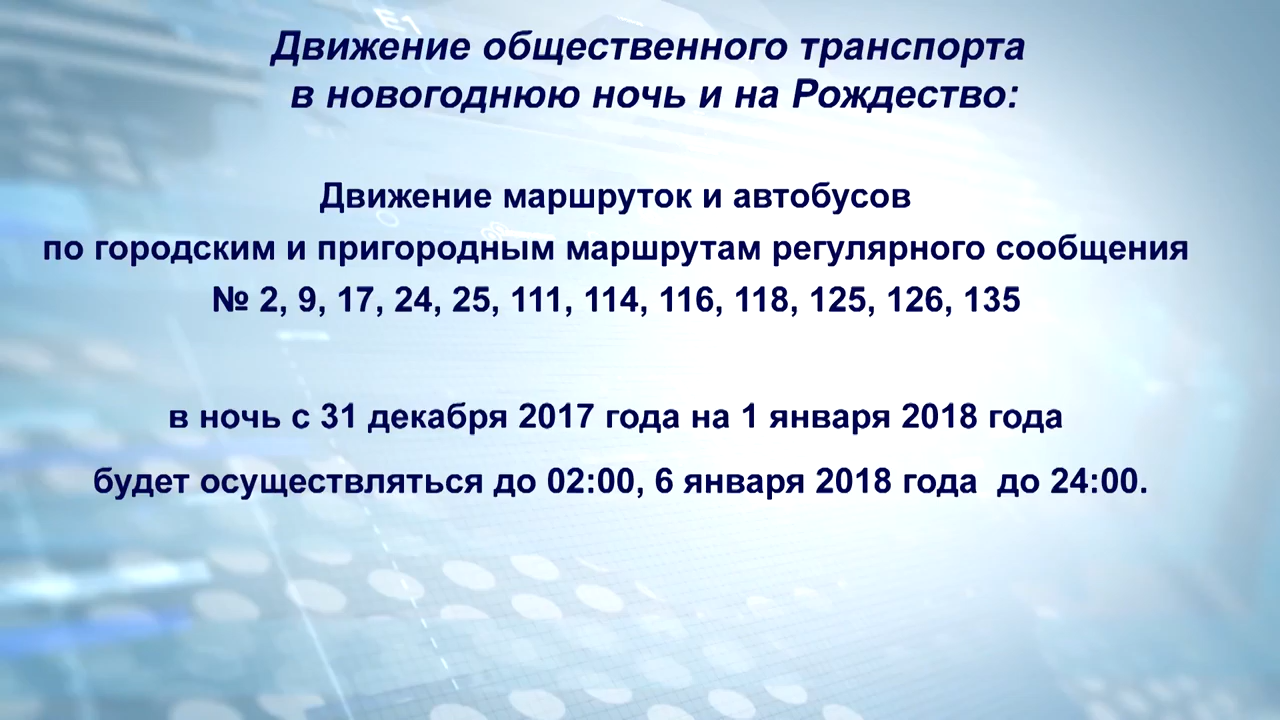 Движение общественного транспорта
в новогоднюю ночь и на Рождество:
Движение маршруток и автобусов
по городским и пригородным маршрутам регулярного сообщения
№ 2, 9, 17, 24, 25, 111, 114, 116, 118, 125, 126, 135
в ночь с 31 декабря 2017 года на 1 января 2018 года
будет осуществляться до 02:00, 6 января 2018 года до 24:00.